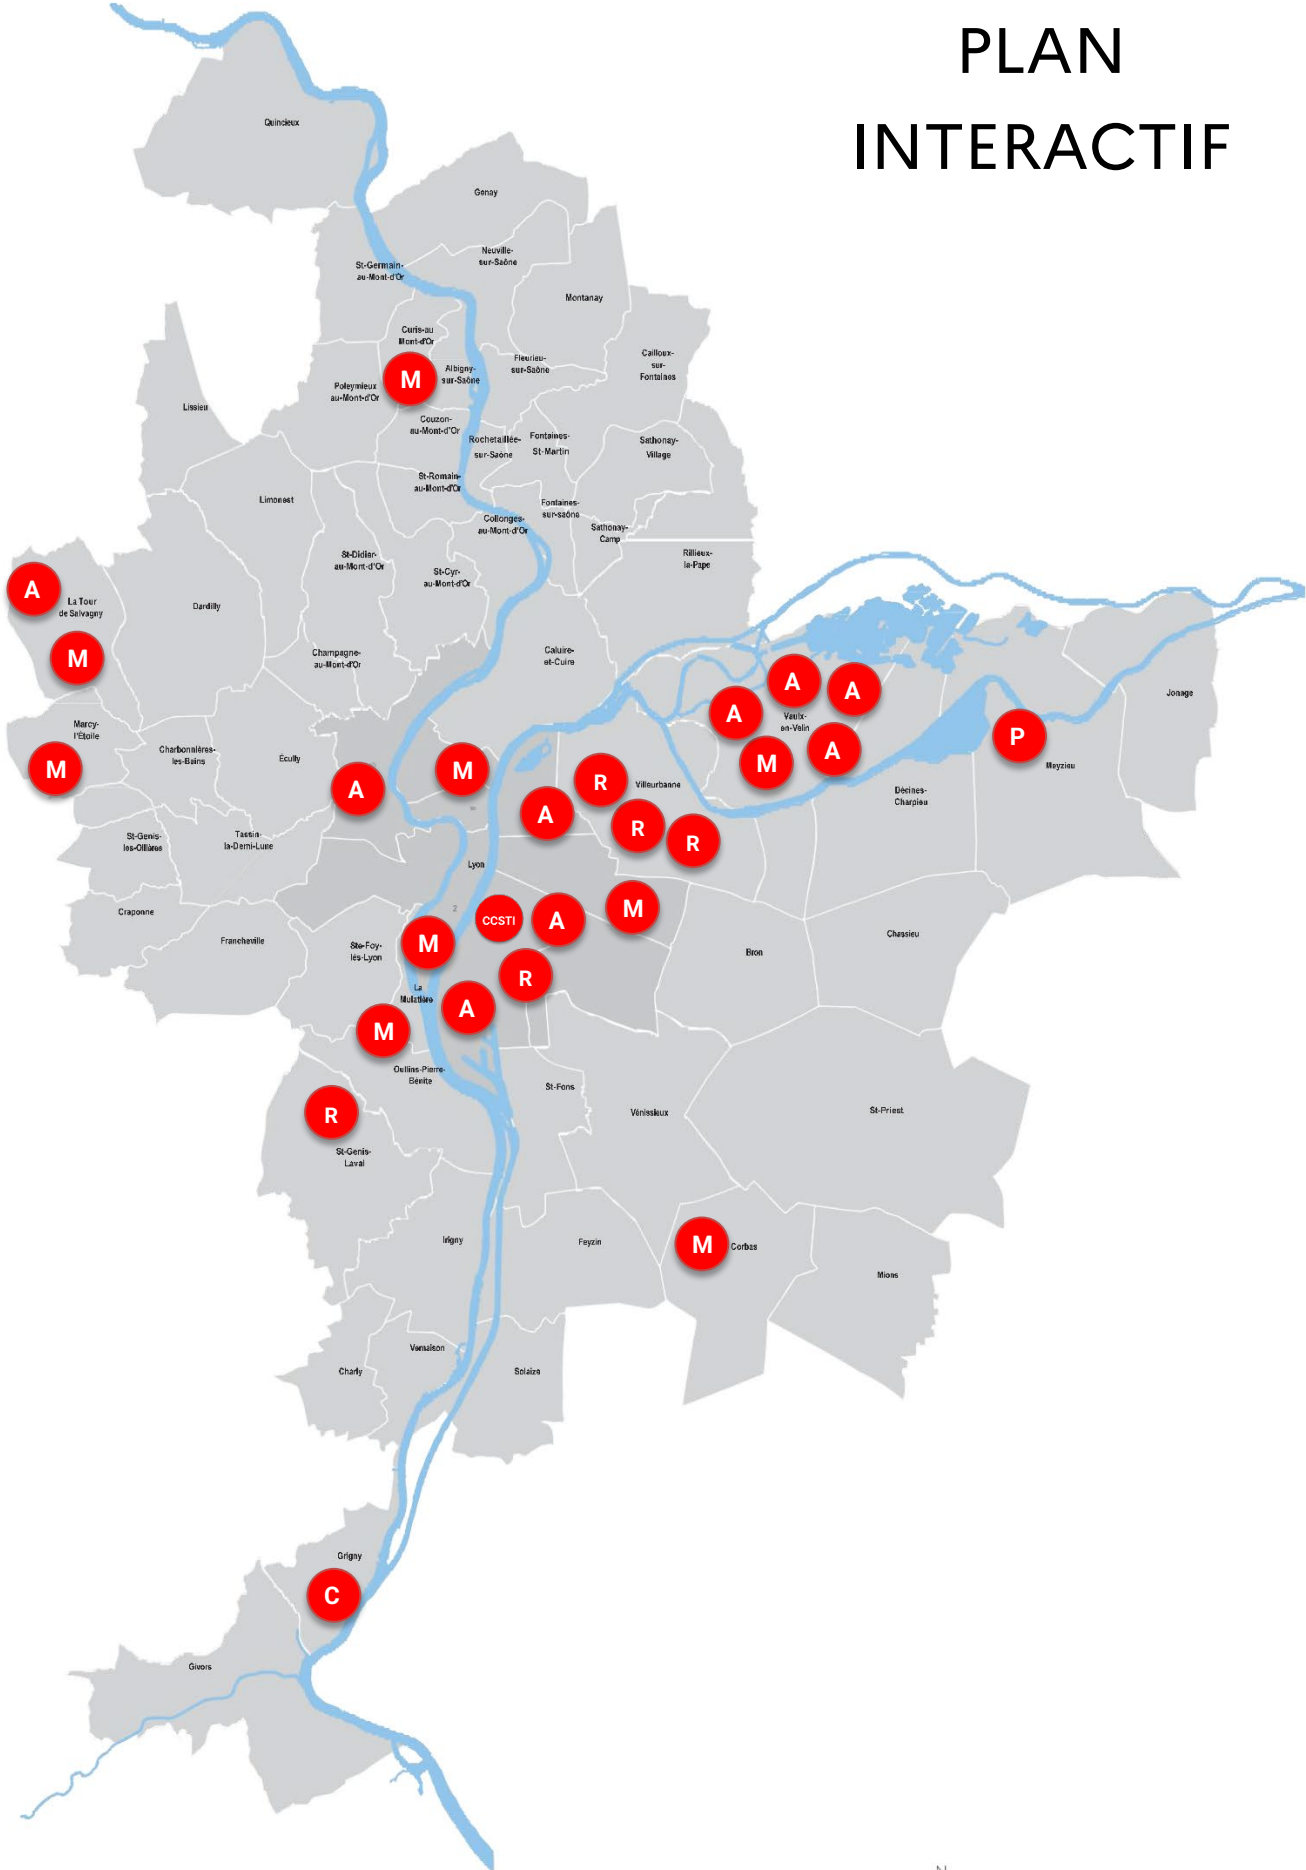 PLAN
INTERACTIF
Quincieux
Genay
Neuville-
sur-Saône
St-Germain-
au-Mont-d'Or
Montanay
Curis-au
Mont-d'Or
Fleurieu-
sur-Saône
Cailloux-
sur-
Fontaines
M
Albigny-
sur-Saône
Poleymieux
au-Mont-d'Or
Lissieu
Couzon-
au-Mont-d'Or
Rochetaillée-
sur-Saône
Fontaines-
St-Martin
Sathonay-
Village
St-Romain-
au-Mont-d'Or
Limonest
Fontaines-
sur-saône
Collonges-
au-Mont-d'Or
Sathonay-
Camp
Rillieux-
la-Pape
St-Didier-
au-Mont-d'Or
St-Cyr-
au-Mont-d'Or
A
La Tour
de Salvagny
Dardilly
M
Champagne-
au-Mont-d'Or
Caluire-
et-Cuire
A
A
Jonage
A
Vaulx-
en-Velin
Marcy-
l'Étoile
P
Meyzieu
A
M
Charbonnières-
les-Bains
Écully
M
M
A
R
Villeurbanne
Décines-
Charpieu
A
R
R
St-Genis-
les-Ollières
Tassin-
la-Demi-Lune
Lyon
Craponne
2
CCSTI
A
M
Francheville
Ste-Foy-
lès-Lyon
M
Bron
Chassieu
R
La
Mulatière
A
M
Oullins-Pierre-
Bénite
St-Fons
Vénissieux
St-Priest
R
St-Genis-
Laval
Irigny
Feyzin
M
Corbas
Mions
Vernaison
Charly
Solaize
Grigny
C
Givors